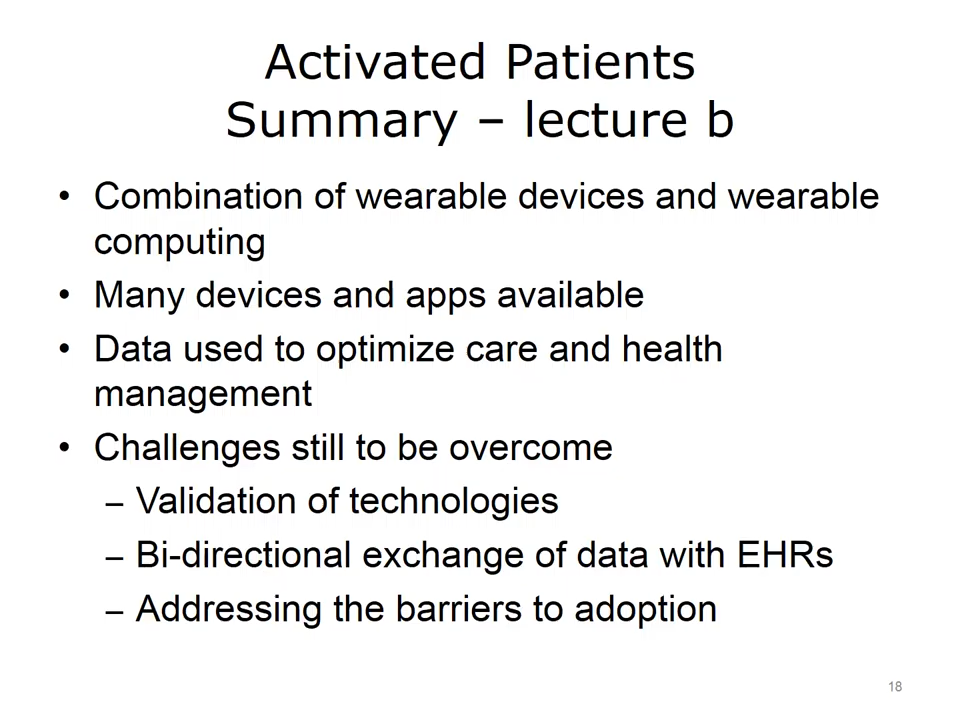 Activated Patients
Summary – lecture b
• Combination of wearable devices and wearable
computing
• Many devices and apps available
• Data used to optimize care and health
management
• Challenges still to be overcome
– Validation of technologies
– Bi-directional exchange of data with EHRs
– Addressing the barriers to adoption
18